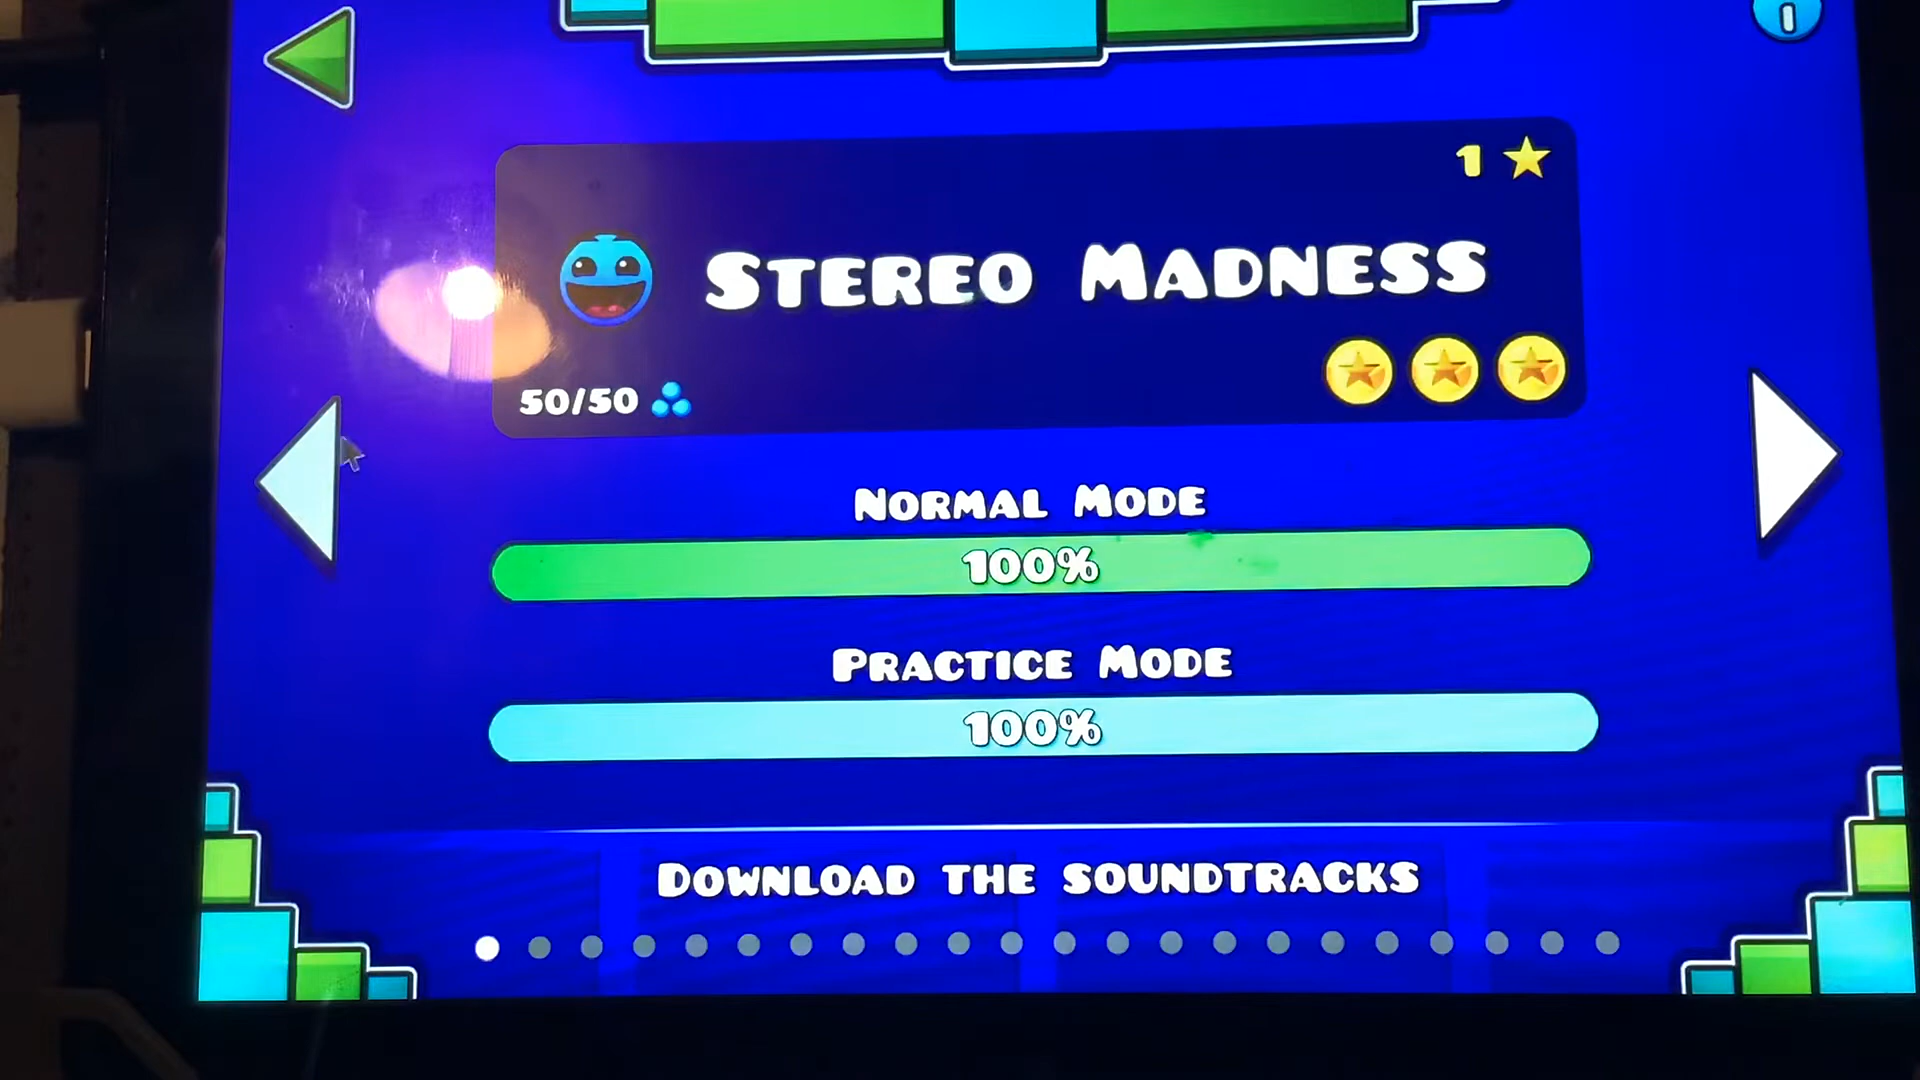 1
STEREO MADNESS
50/50
NORMAL MODE
100%
PRACTICE MODE
100%
DOWNLOAD THE SOUNDTRACKS